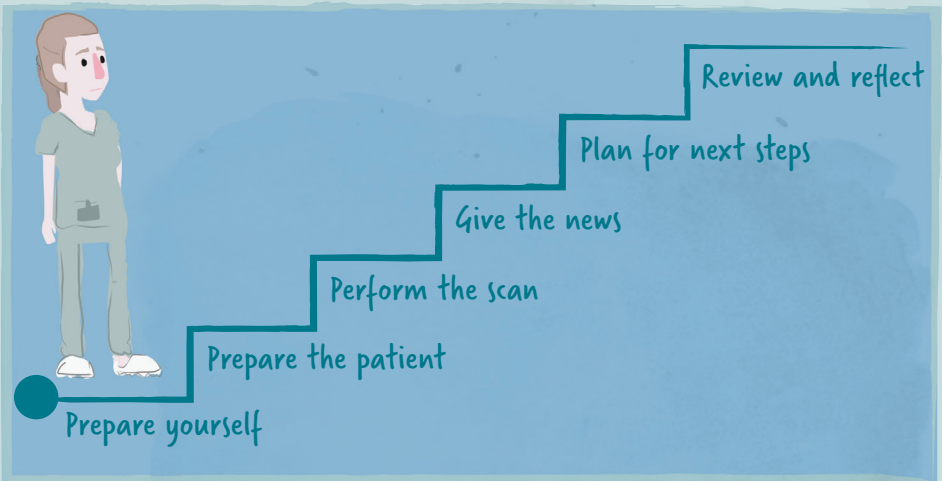 Review and reflect
Plan for next steps
Give the news
Perform the scan
Prepare the patient
Prepare yourself